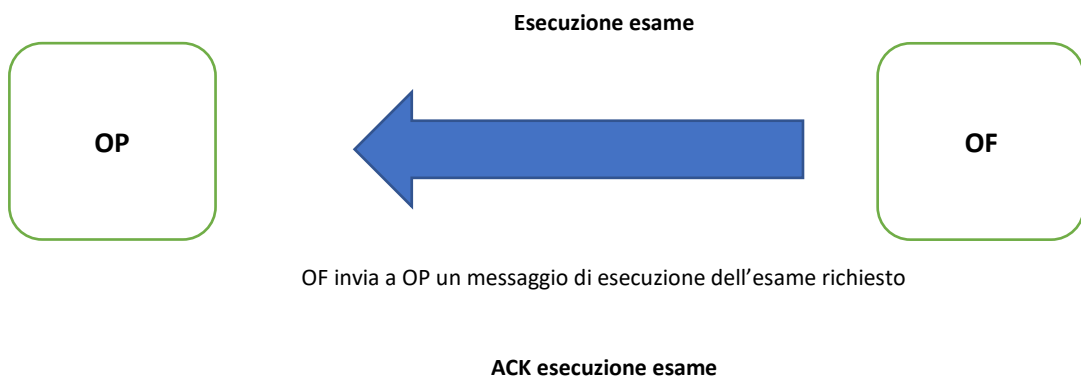 Esecuzione esame
OP
OF
OF invia a OP un messaggio di esecuzione dell’esame richiesto
ACK esecuzione esame